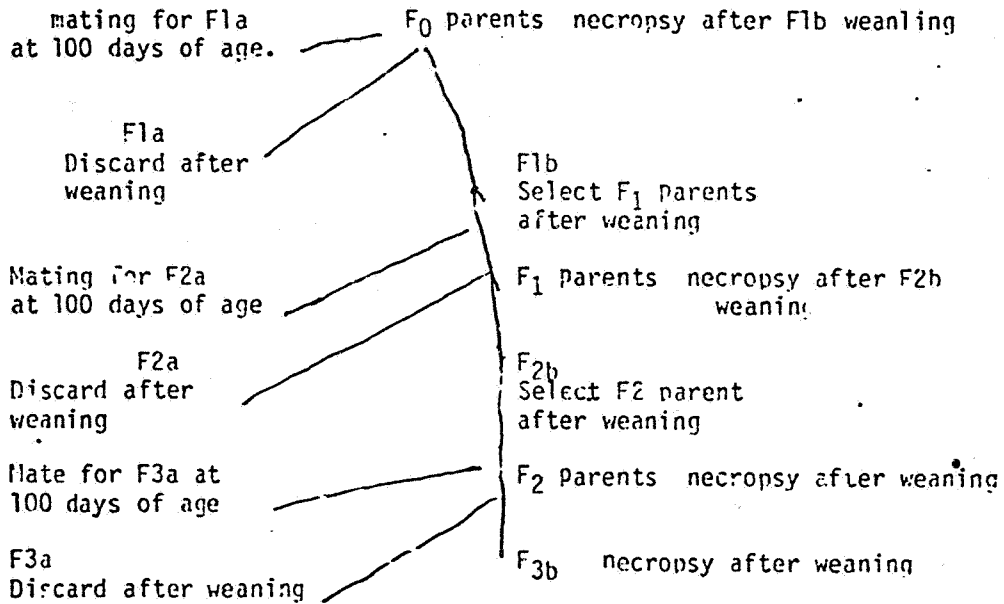 mating for F1a
at 100 days of age.
F0 parents necropsy after F1b weanling
F1a
Discard after
weaning
F1b
Select F1 parents
after weaning
Mating for F2a
at 100 days of age
F1 parents necropsy after F2b
weaning
F2a
Discard after
weaning
F2b
Select F2 parent
after weaning
Mate for F3a at
100 days of age
F2 parents necropsy after weaning
F3a
Discard after weaning
F3b necropsy after weaning